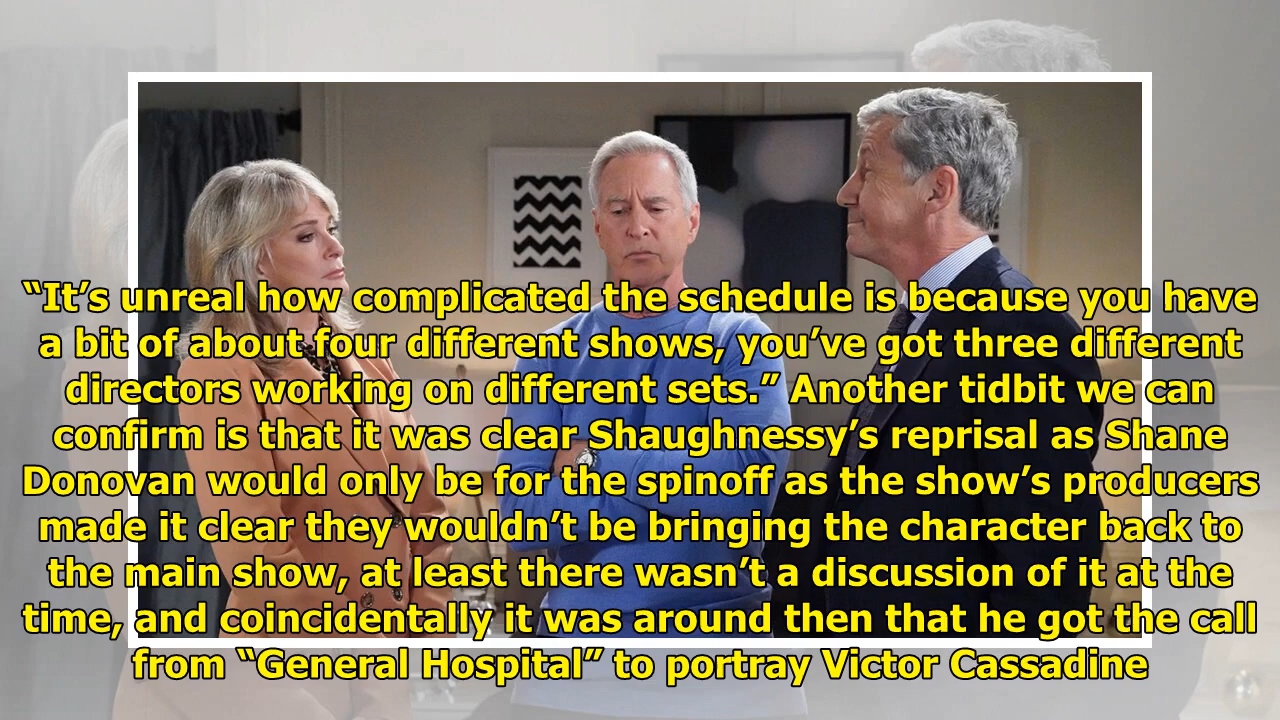 “It’s unreal how complicated the schedule is because you have
a bit of about four different shows, you’ve got three different
directors working on different sets.” Another tidbit we can
confirm is that it was clear Shaughnessy’s reprisal as Shane
Donovan would only be for the spinoff as the show’s producers
made it clear they wouldn’t be bringing the character back to
the main show, at least there wasn’t a discussion of it at the
time, and coincidentally it was around then that he got the call
from “General Hospital” to portray Victor Cassadine